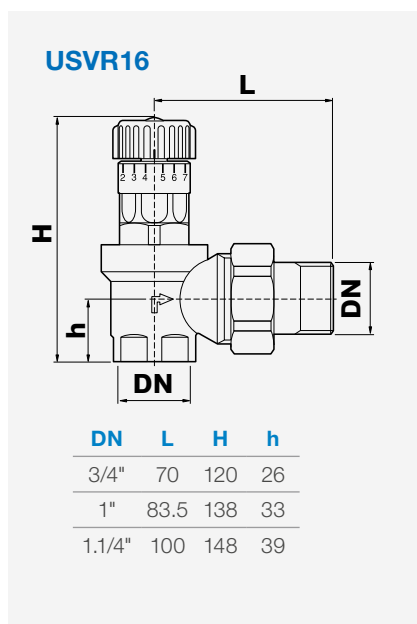 USVR16
L
2 3 4 5 6 7
H
h
DN
DN
DN L H h
3/4" 70 120 26
1" 83.5 138 33
1.1/4" 100 148 39